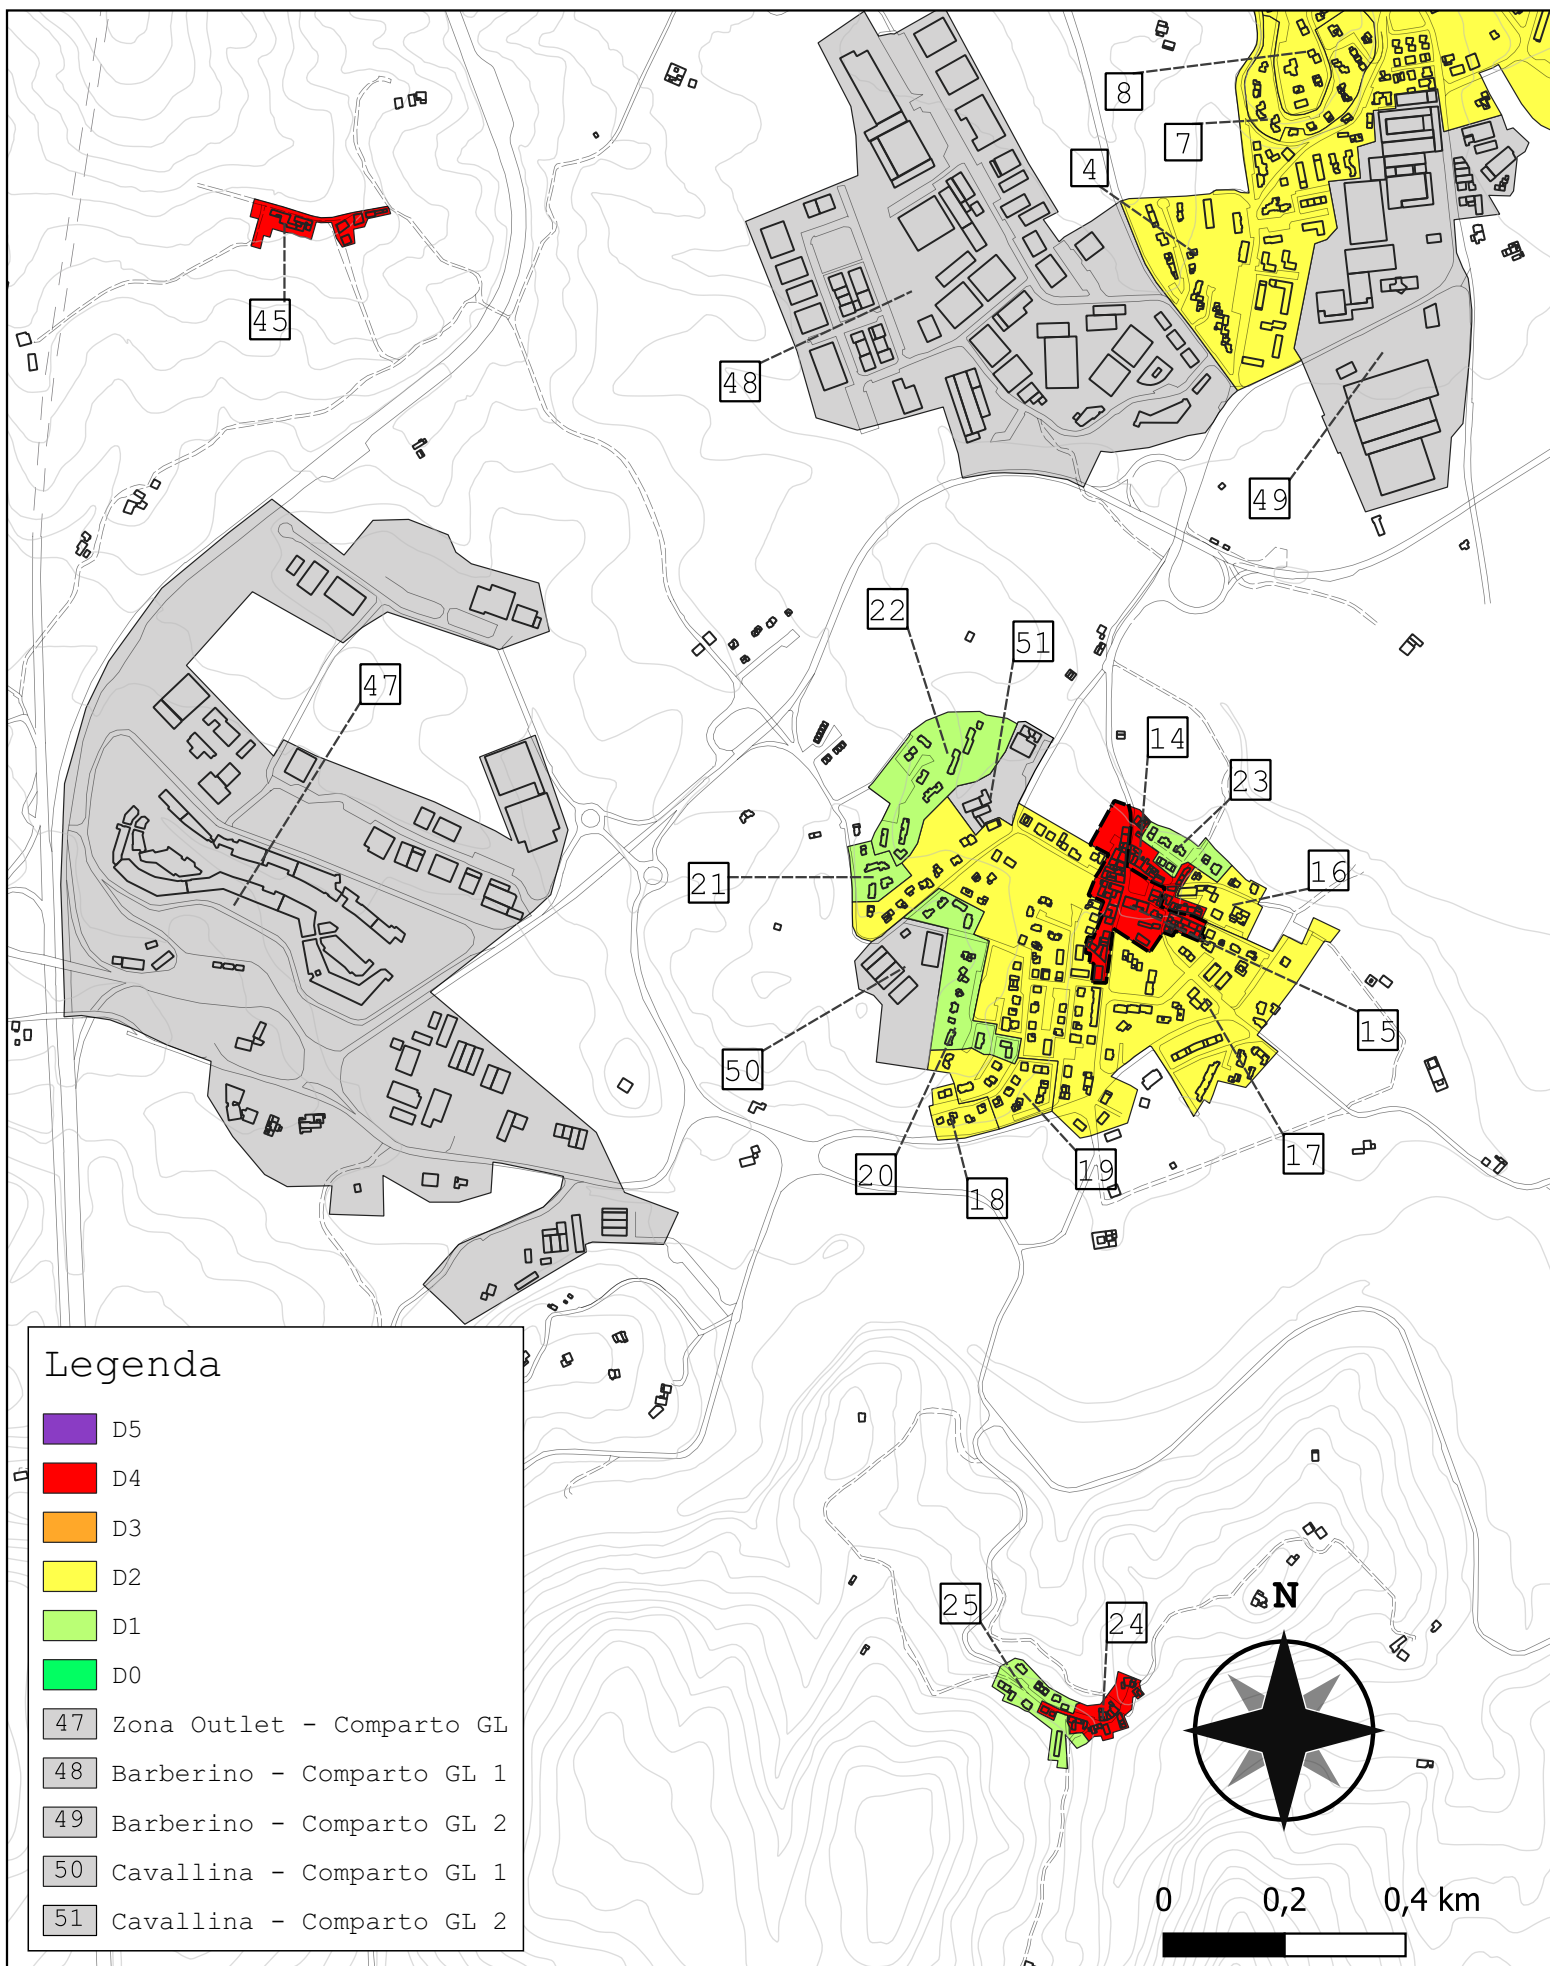 8
7
4
45
48
49
22
51
47
14
23
21
16
15
50
17
20
19
18
Legenda
D5
D4
D3
D2
D1
D0
47 Zona Outlet - Comparto GL
48 Barberino - Comparto GL 1
49 Barberino - Comparto GL 2
50 Cavallina - Comparto GL 1
51 Cavallina - Comparto GL 2
25
24
N
0 0,2 0,4 km